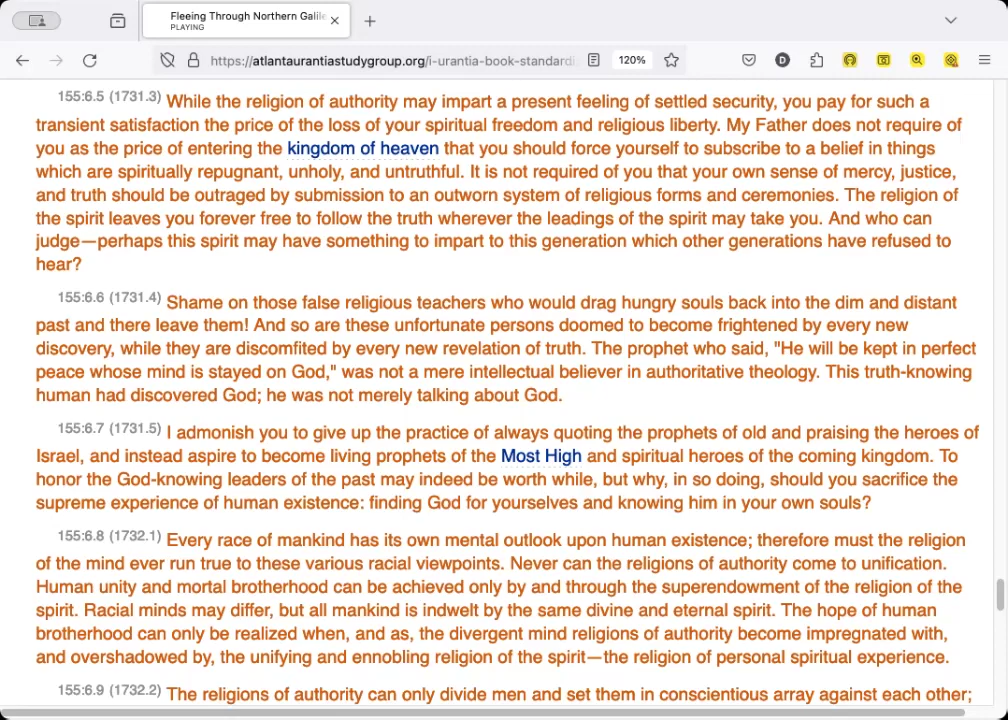 Fleeing Through Northern Galile
PLAYING
https://atlantaurantiastudygroup.org/i-urantia-book-standardi
120%
155:6.5 (1731.3) While the religion of authority may impart a present feeling of settled security, you pay for such a
transient satisfaction the price of the loss of your spiritual freedom and religious liberty. My Father does not require of
you as the price of entering the kingdom of heaven that you should force yourself to subscribe to a belief in things
which are spiritually repugnant, unholy, and untruthful. It is not required of you that your own sense of mercy, justice,
and truth should be outraged by submission to an outworn system of religious forms and ceremonies. The religion of
the spirit leaves you forever free to follow the truth wherever the leadings of the spirit may take you. And who can
judge—perhaps this spirit may have something to impart to this generation which other generations have refused to
hear?
155:6.6 (1731.4) Shame on those false religious teachers who would drag hungry souls back into the dim and distant
past and there leave them! And so are these unfortunate persons doomed to become frightened by every new
discovery, while they are discomfited by every new revelation of truth. The prophet who said, "He will be kept in perfect
peace whose mind is stayed on God," was not a mere intellectual believer in authoritative theology. This truth-knowing
human had discovered God; he was not merely talking about God.
155:6.7 (1731.5) I admonish you to give up the practice of always quoting the prophets of old and praising the heroes of
Israel, and instead aspire to become living prophets of the Most High and spiritual heroes of the coming kingdom. To
honor the God-knowing leaders of the past may indeed be worth while, but why, in so doing, should you sacrifice the
supreme experience of human existence: finding God for yourselves and knowing him in your own souls?
155:6.8 (1732.1) Every race of mankind has its own mental outlook upon human existence; therefore must the religion
of the mind ever run true to these various racial viewpoints. Never can the religions of authority come to unification.
Human unity and mortal brotherhood can be achieved only by and through the superendowment of the religion of the
spirit. Racial minds may differ, but all mankind is indwelt by the same divine and eternal spirit. The hope of human
brotherhood can only be realized when, and as, the divergent mind religions of authority become impregnated with,
and overshadowed by, the unifying and ennobling religion of the spirit—the religion of personal spiritual experience.
155:6.9 (1732.2) The religions of authority can only divide men and set them in conscientious array against each other;